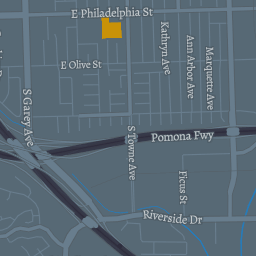 E Philadelphia St
Kathryn Ave
Ann Arbor Ave
Marquette Ave
E Olive St
S Garey Ave
S Towne Ave
Pomona Fwy
Ficus St
Riverside Dr